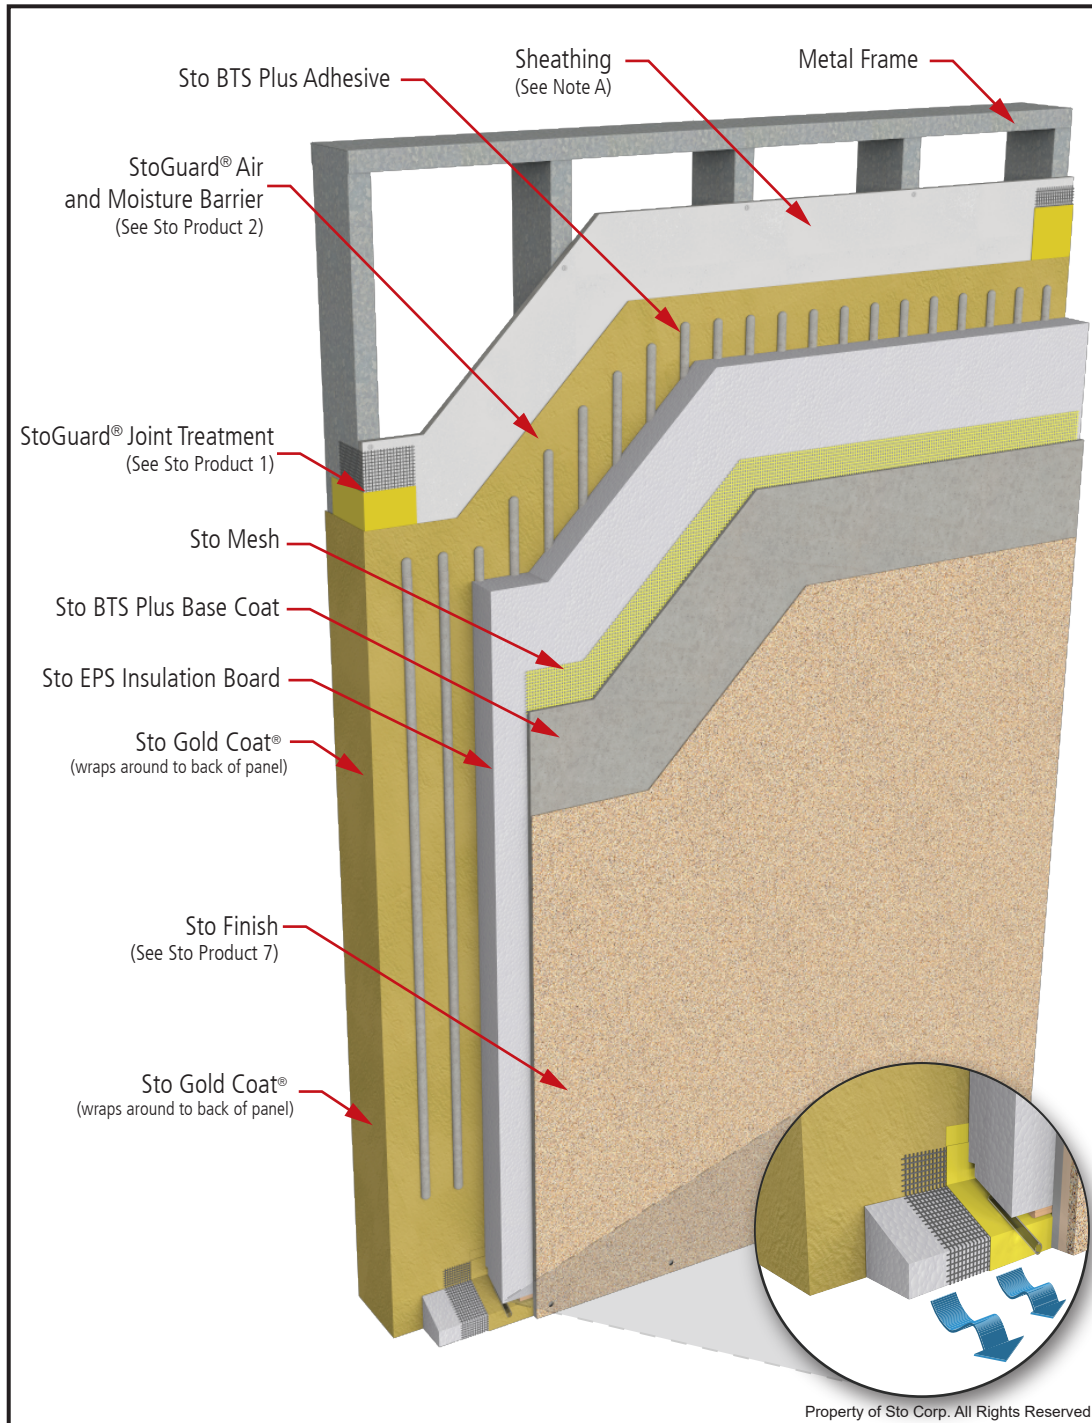 Sto BTS Plus Adhesive
Sheathing
(See Note A)
Metal Frame
StoGuard® Air
and Moisture Barrier
(See Sto Product 2)
StoGuard® Joint Treatment
(See Sto Product 1)
Sto Mesh
Sto BTS Plus Base Coat
Sto EPS Insulation Board
Sto Gold Coat®
(wraps around to back of panel)
Sto Finish
(See Sto Product 7)
Sto Gold Coat®
(wraps around to back of panel)
Property of Sto Corp. All Rights Reserved